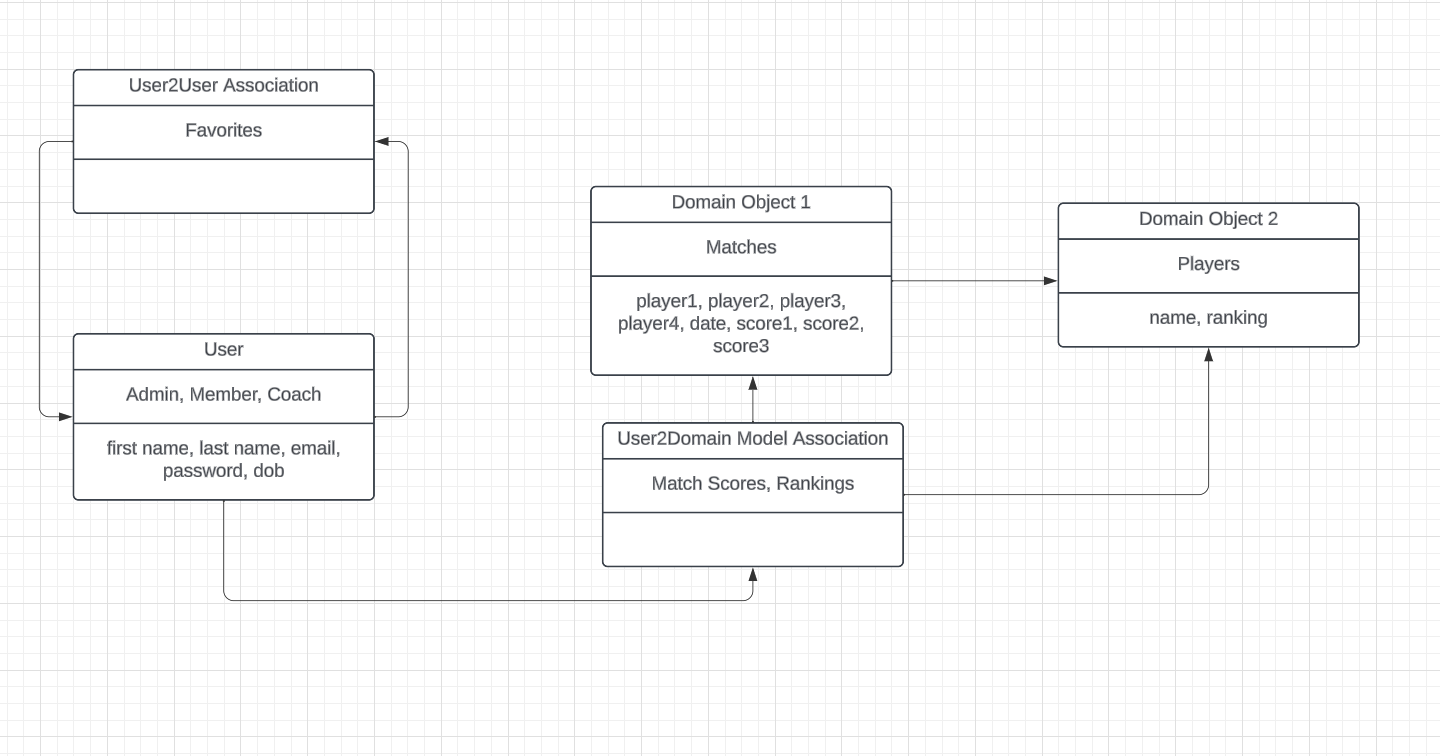 User2User Association
Favorites
User
Admin, Member, Coach
first name, last name, email,
password, dob
Domain Object 1
Matches
player1, player2, player3,
player4, date, score1, score2,
score3
User2Domain Model Association
Match Scores, Rankings
Domain Object 2
Players
name, ranking